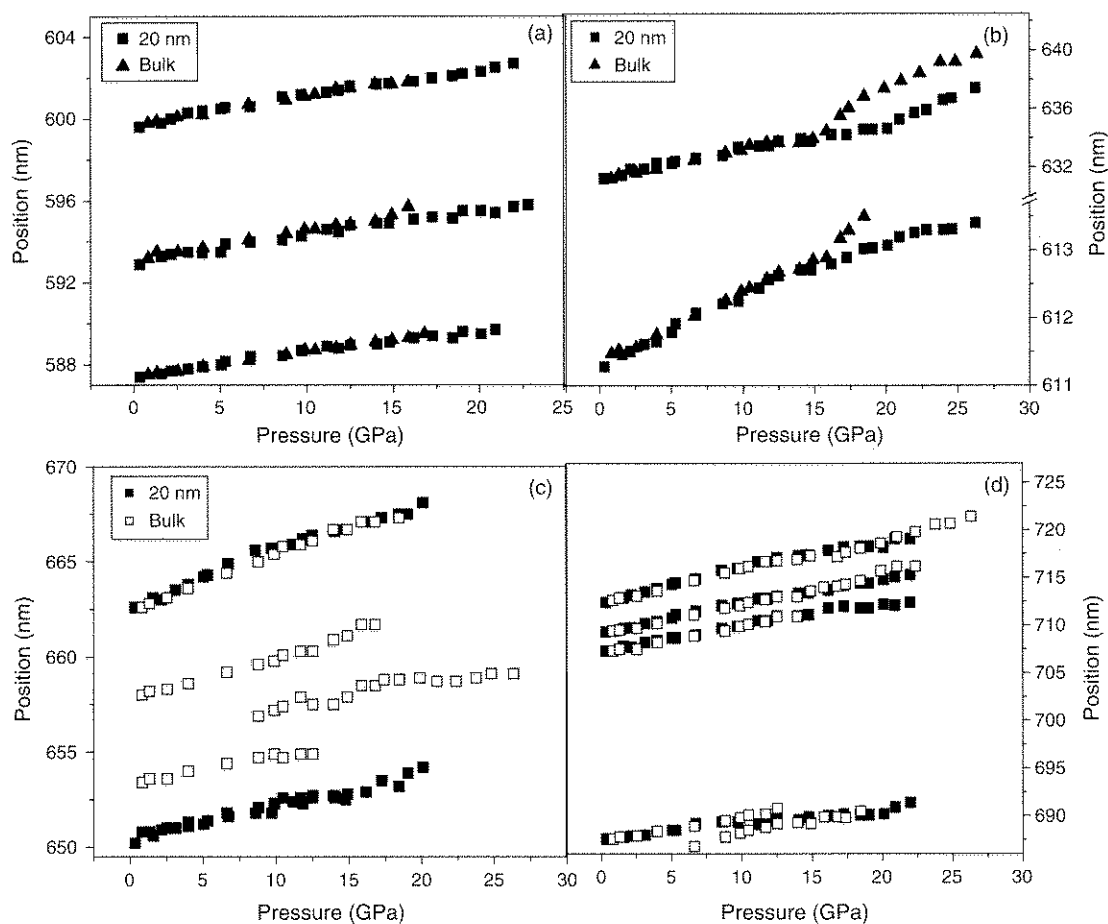 (a)
20 nm
Bulk
604
600
596
592
588
Position (nm)
0 5 10 15 20 25
Pressure (GPa)
(b)
20 nm
Bulk
640
636
632
613
612
611
Position (nm)
0 5 10 15 20 25 30
Pressure (GPa)
(c)
20 nm
Bulk
670
665
660
655
650
Position (nm)
0 5 10 15 20 25 30
Pressure (GPa)
(d)
725
720
715
710
705
700
695
690
Position (nm)
0 5 10 15 20 25 30
Pressure (GPa)